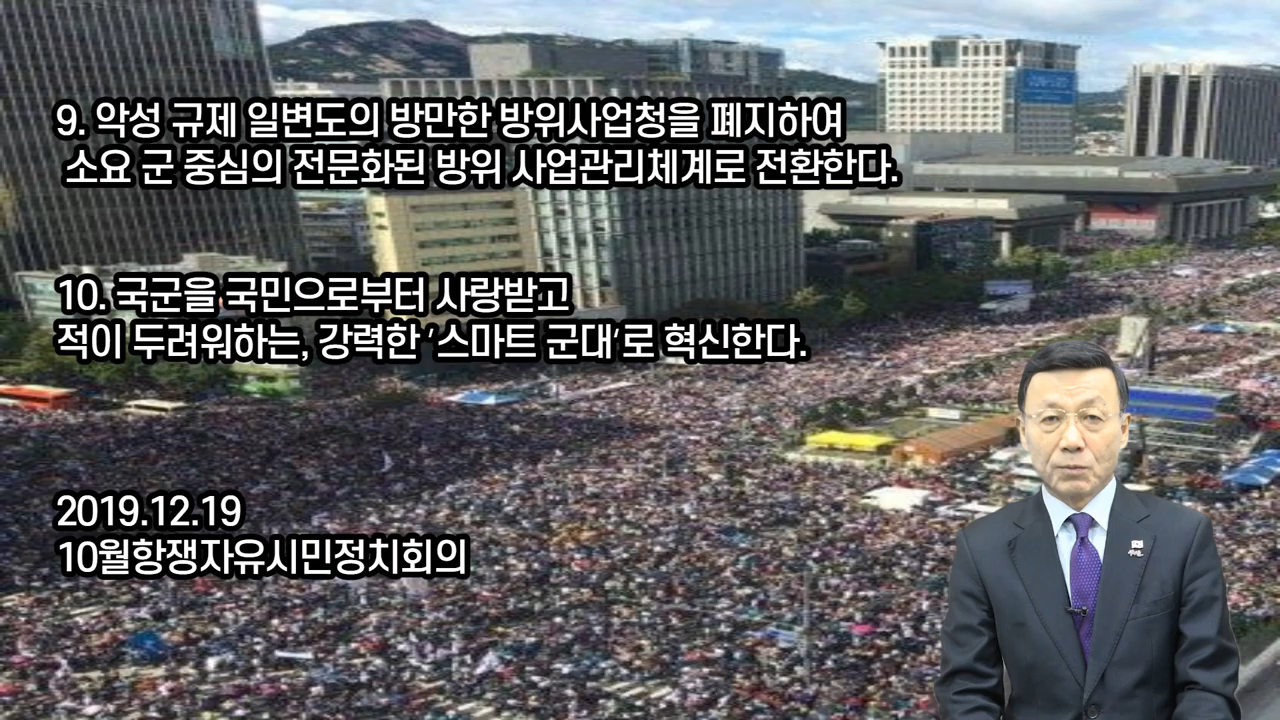 9. 악성 규제 일변도의 방만한 방위사업청을 폐지하여
소요 군 중심의 전문화된 방위 사업관리체계로 전환한다.
10. 국군을 국민으로부터 사랑받고
적이 두려워하는, 강력한 '스마트 군대'로 혁신한다.
2019.12.19
10월항쟁자유시민정치회의